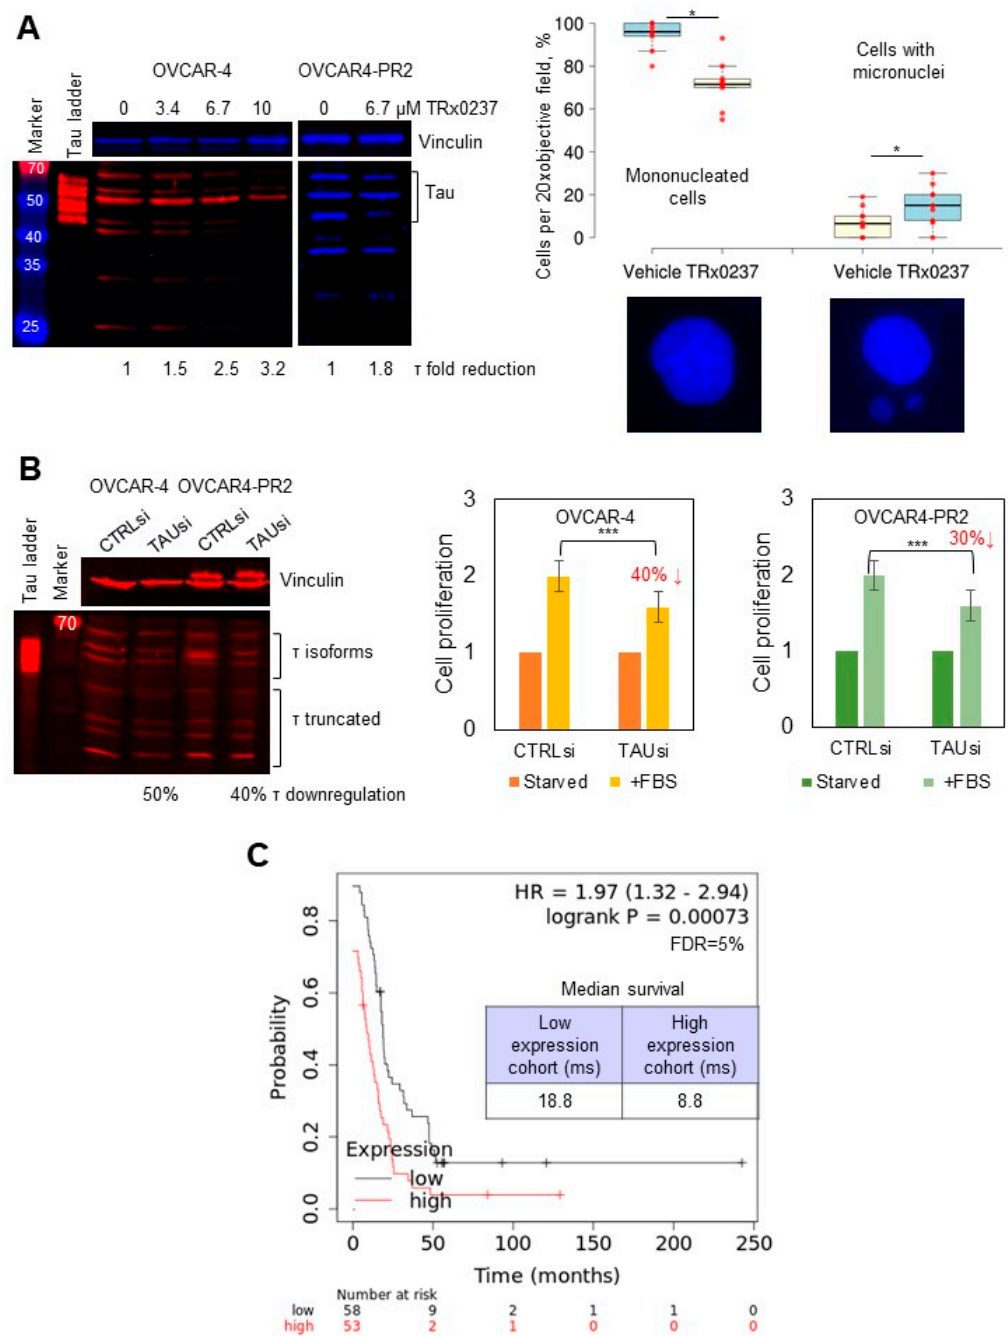 A
OVCAR-4
OVCAR4-PR2
Marker
Tau ladder
0 3.4 6.7 10
0 6.7 µM TRx0237
Vinculin
70
50
40
35
25
Tau
1 1.5 2.5 3.2
1 1.8 τ fold reduction
Cells per 20xobjective field, %
100
80
60
40
20
0
*
*
Cells with
micronuclei
Mononucleated
cells
Vehicle TRx0237
Vehicle TRx0237
B
OVCAR-4 OVCAR4-PR2
Tau ladder
Marker
CTRLsi
TAUsi
CTRLsi
TAUsi
Vinculin
70
τ isoforms
τ truncated
50%
40% τ downregulation
Cell proliferation
3
2
1
0
OVCAR-4
***
40% ↓
CTRLsi TAUsi
Starved +FBS
Cell proliferation
3
2
1
0
OVCAR4-PR2
***
30%↓
CTRLsi TAUsi
Starved +FBS
C
HR = 1.97 (1.32 - 2.94)
logrank P = 0.00073
FDR=5%
Median survival
Low
expression
cohort (ms)
High
expression
cohort (ms)
18.8
8.8
Probability
0.8
0.6
0.4
0.2
0.0
Expression
low
high
0 50 100 150 200 250
Time (months)
Number at risk
low 58 9 2 1 1 0
high 53 2 1 0 0 0